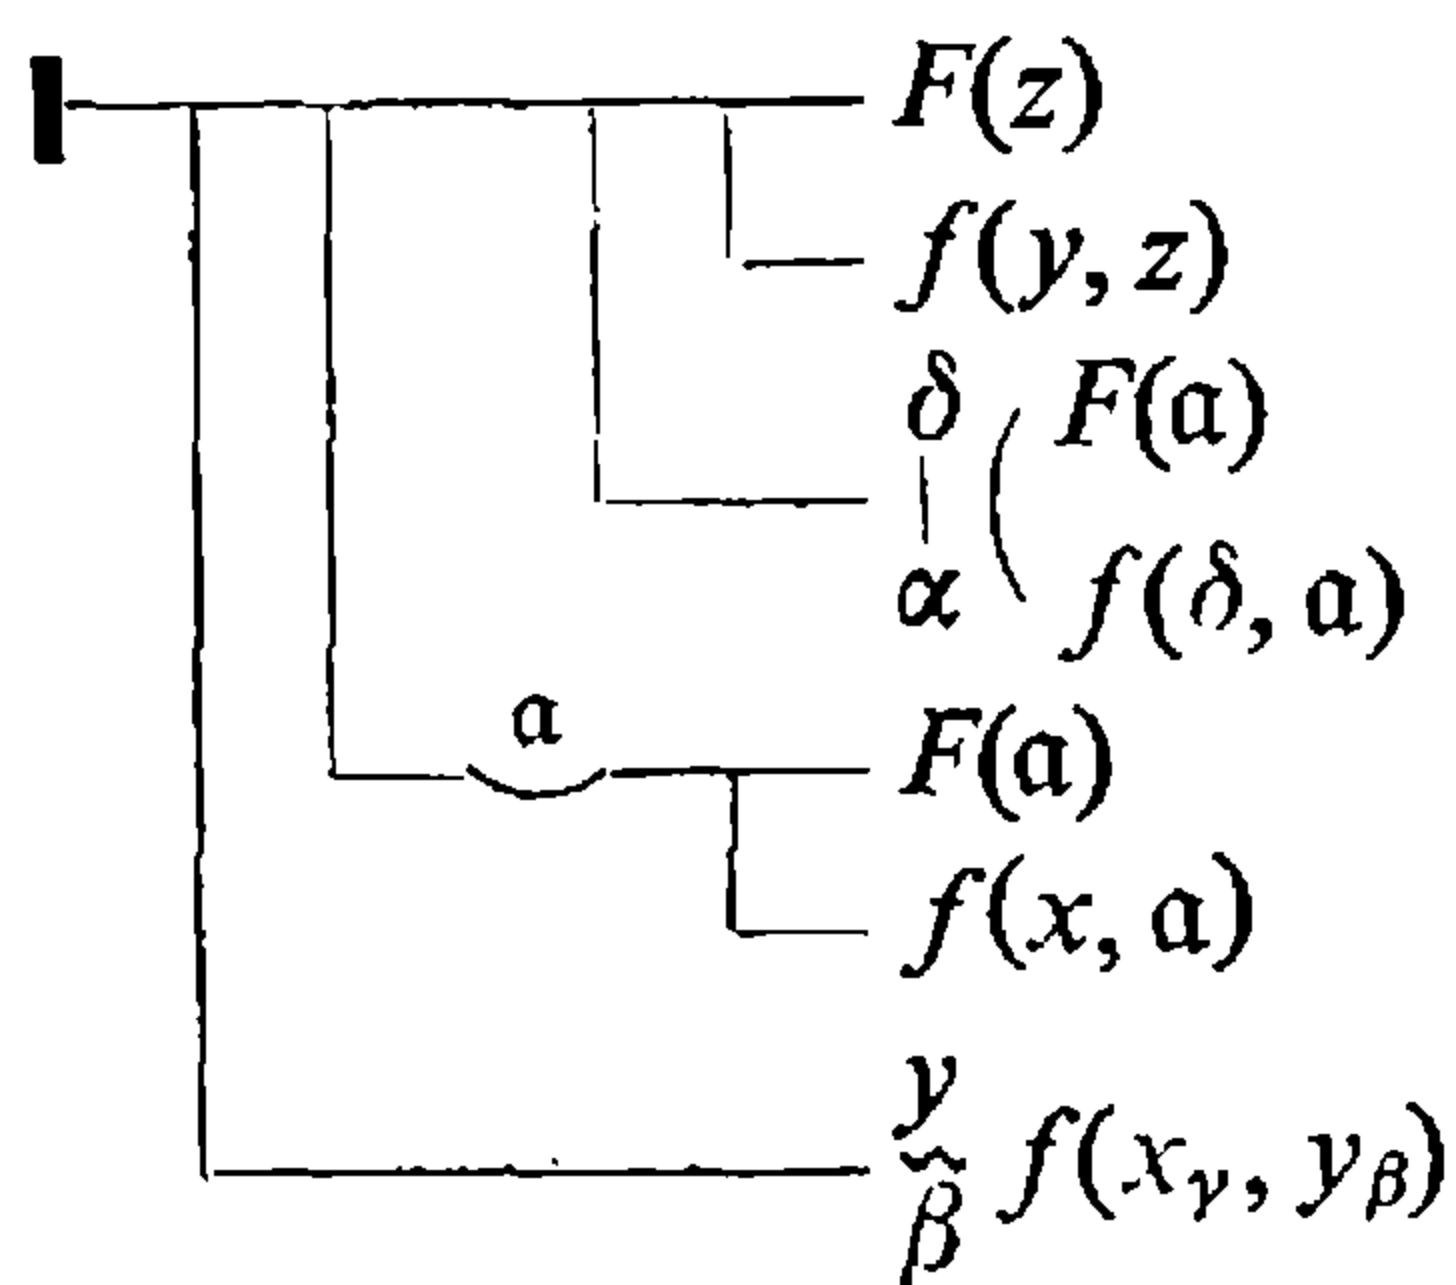 F(z)
f(y, z)
δ F(𝔞)
α f(δ, 𝔞)
𝔞
F(𝔞)
f(x, 𝔞)
γ
β f(x_γ, y_β)